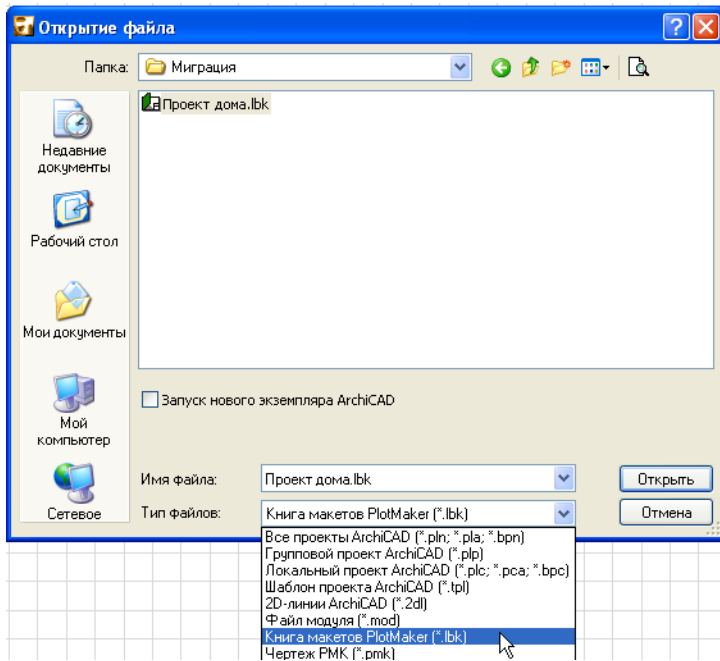 Открытие файла
Папка: Миграция
Проект дома.lbk
Недавние документы
Рабочий стол
Мои документы
Мой компьютер
Сетевое
Запуск нового экземпляра ArchiCAD
Имя файла: Проект дома.lbk Открыть
Тип файлов: Книга макетов PlotMaker (*.lbk) Отмена
Все проекты ArchiCAD (*.pln; *.pla; *.bpn)
Групповой проект ArchiCAD (*.plp)
Локальный проект ArchiCAD (*.plc; *.pca; *.bpc)
Шаблон проекта ArchiCAD (*.tpl)
2D-линии ArchiCAD (*.2dl)
Файл модуля (*.mod)
Книга макетов PlotMaker (*.lbk)
Чертеж PMK (*.pmk)